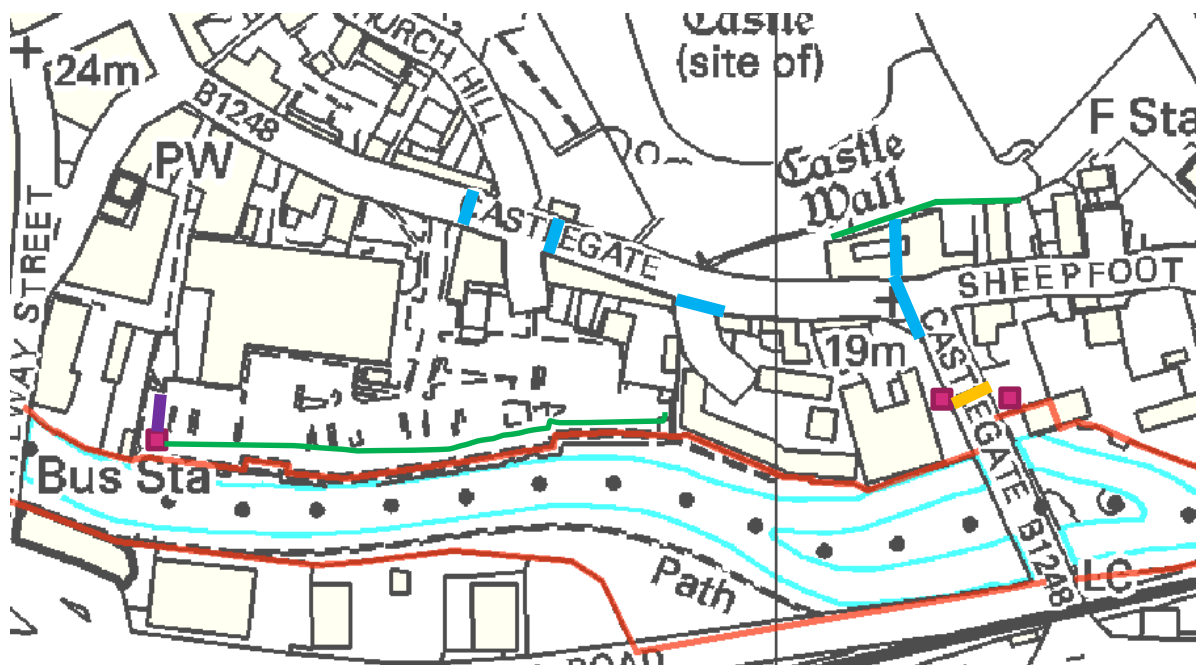 Castle
(site of)
24m
CHURCH HILL
B1248
F Sta
PW
Castle
Wall
CASTLEGATE
SHEEPFOOT
STREET
19m
CASTLEGATE B1248
Bus Sta
Path
LC
ROAD